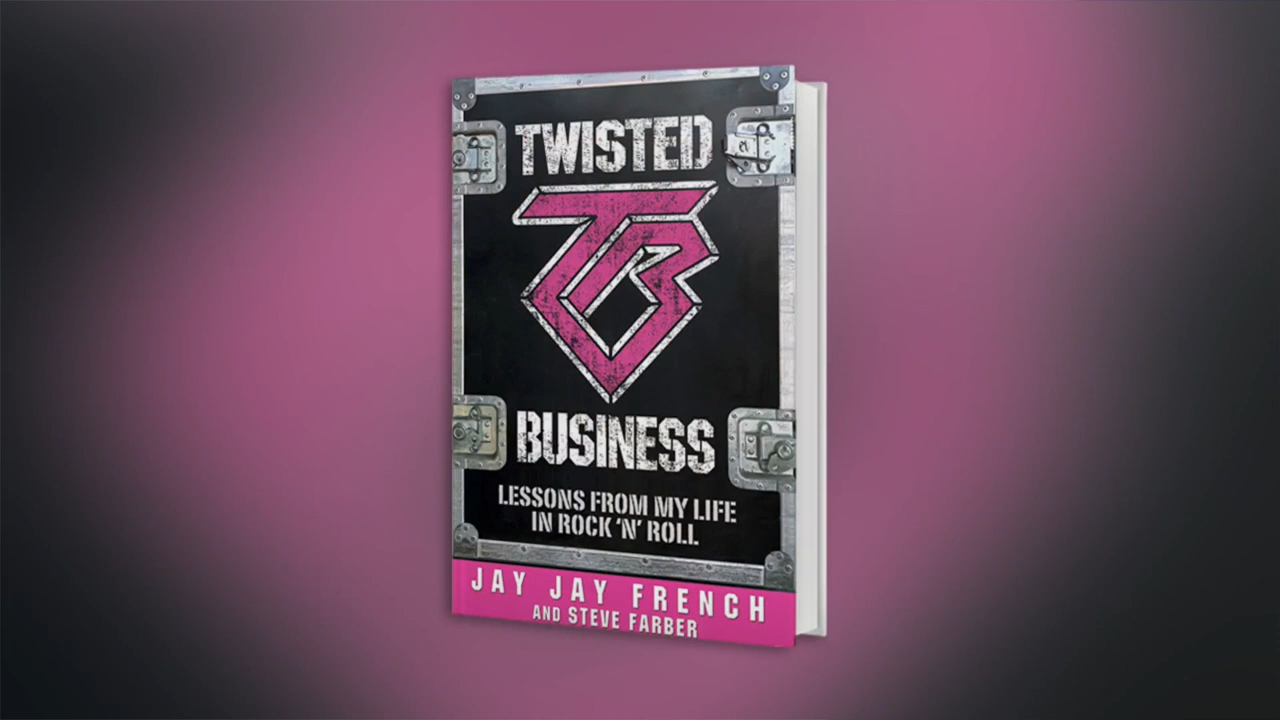 TWISTED
TB
BUSINESS
LESSONS FROM MY LIFE
IN ROCK 'N' ROLL
JAY JAY FRENCH
AND STEVE FARBER